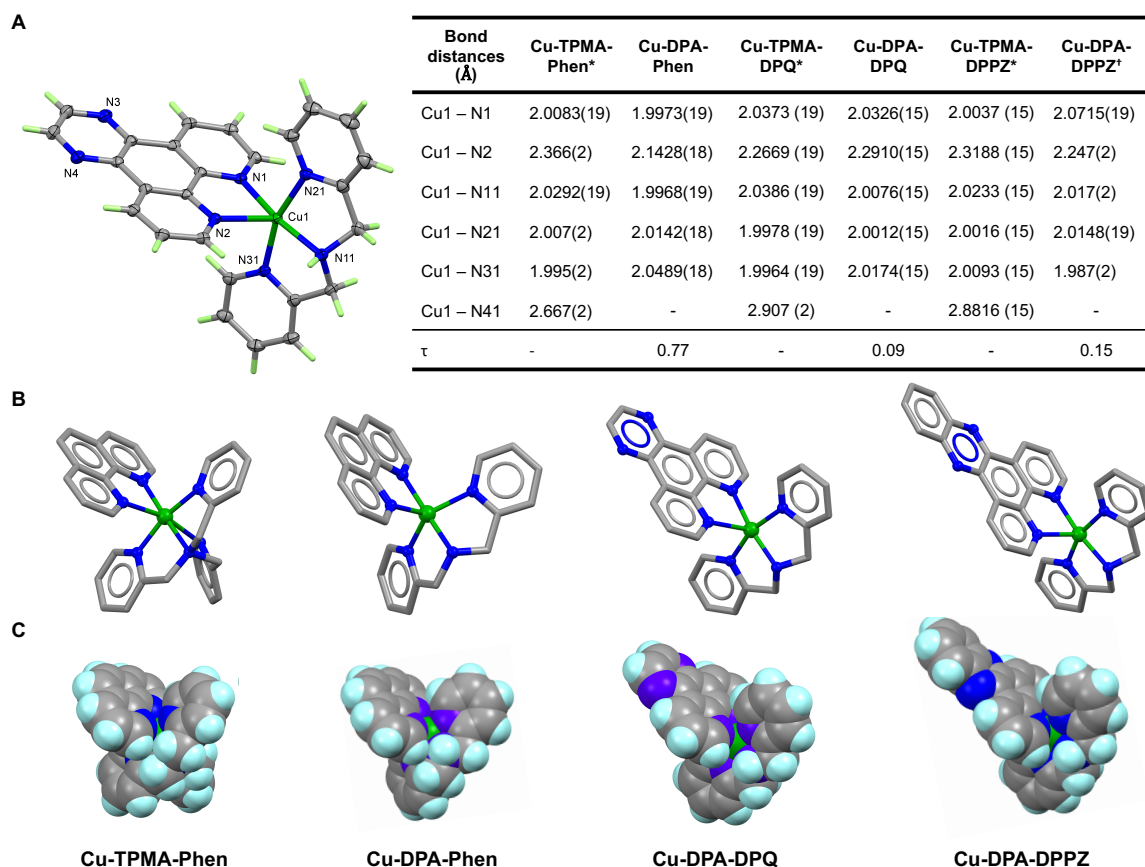 A
N3
N4
N1
N21
Cu1
N2
N11
N31
Bond distances (Å) Cu-TPMA-Phen* Cu-DPA-Phen Cu-TPMA-DPQ* Cu-DPA-DPQ Cu-TPMA-DPPZ* Cu-DPA-DPPZ†
Cu1 – N1 2.0083(19) 1.9973(19) 2.0373 (19) 2.0326(15) 2.0037 (15) 2.0715(19)
Cu1 – N2 2.366(2) 2.1428(18) 2.2669 (19) 2.2910(15) 2.3188 (15) 2.247(2)
Cu1 – N11 2.0292(19) 1.9968(19) 2.0386 (19) 2.0076(15) 2.0233 (15) 2.017(2)
Cu1 – N21 2.007(2) 2.0142(18) 1.9978 (19) 2.0012(15) 2.0016 (15) 2.0148(19)
Cu1 – N31 1.995(2) 2.0489(18) 1.9964 (19) 2.0174(15) 2.0093 (15) 1.987(2)
Cu1 – N41 2.667(2) - 2.907 (2) - 2.8816 (15) -
τ - 0.77 - 0.09 - 0.15
B
C
Cu-TPMA-Phen Cu-DPA-Phen Cu-DPA-DPQ Cu-DPA-DPPZ